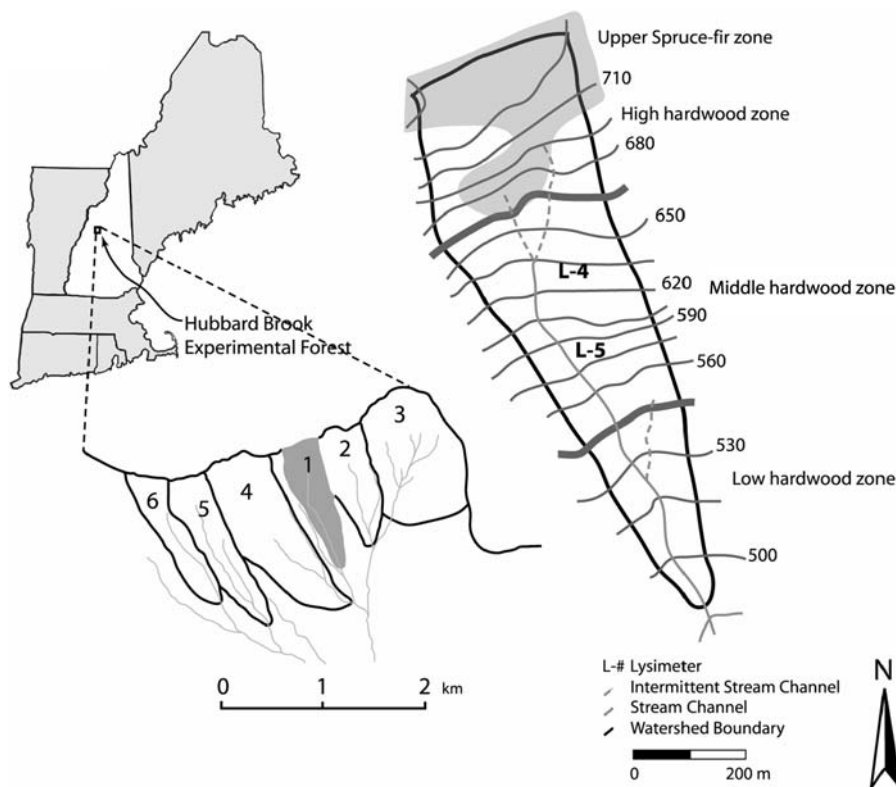 Upper Spruce-fir zone
710
High hardwood zone
680
650
L-4
620
Middle hardwood zone
590
L-5
560
530
Low hardwood zone
500
Hubbard Brook
Experimental Forest
3
2
1
4
5
6
0 1 2 km
L-# Lysimeter
Intermittent Stream Channel
Stream Channel
Watershed Boundary
0 200 m
N